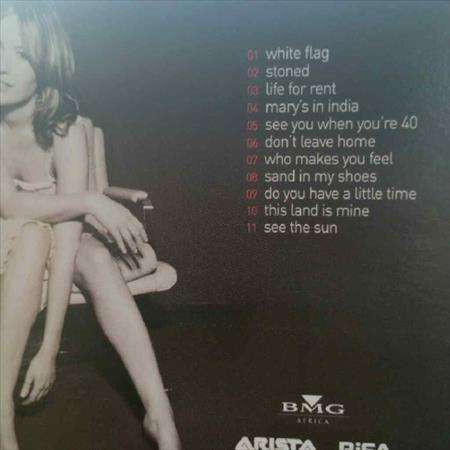 01 white flag
02 stoned
03 life for rent
04 mary's in india
05 see you when you're 40
06 don't leave home
07 who makes you feel
08 sand in my shoes
09 do you have a little time
10 this land is mine
11 see the sun
BMG
AFRICA
ARISTA RiSA